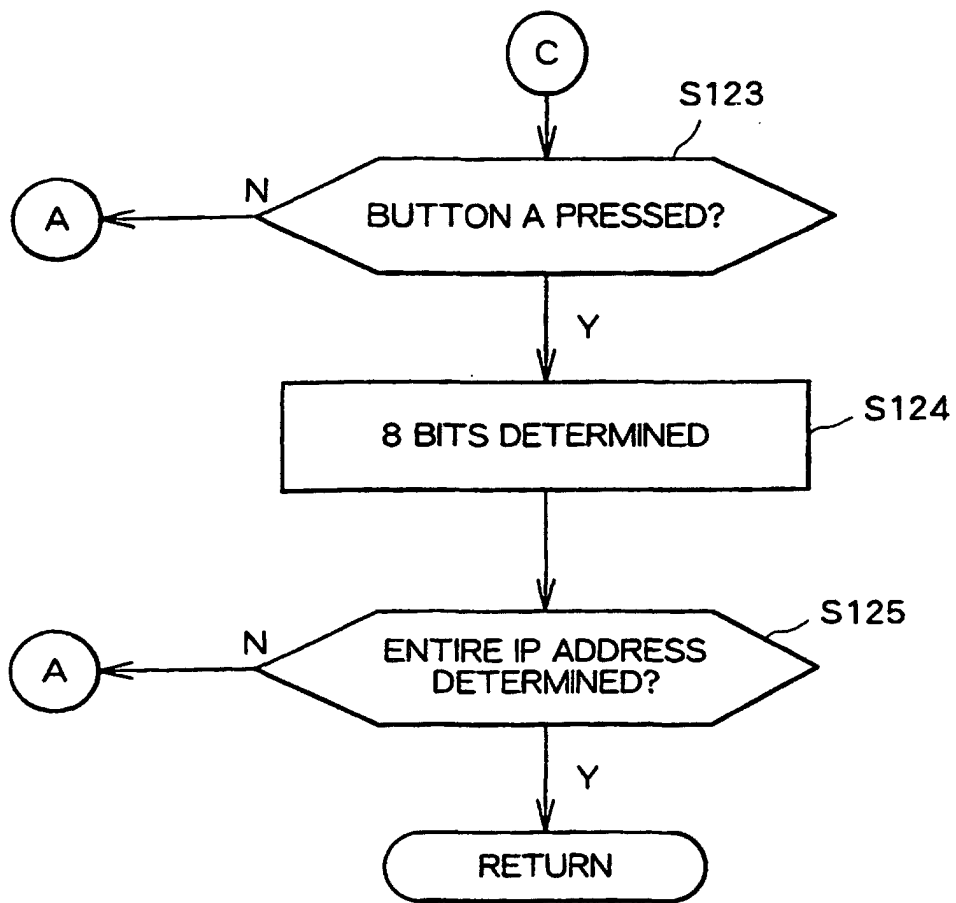 C
S123
N
A
BUTTON A PRESSED?
Y
8 BITS DETERMINED
S124
S125
N
A
ENTIRE IP ADDRESS
DETERMINED?
Y
RETURN